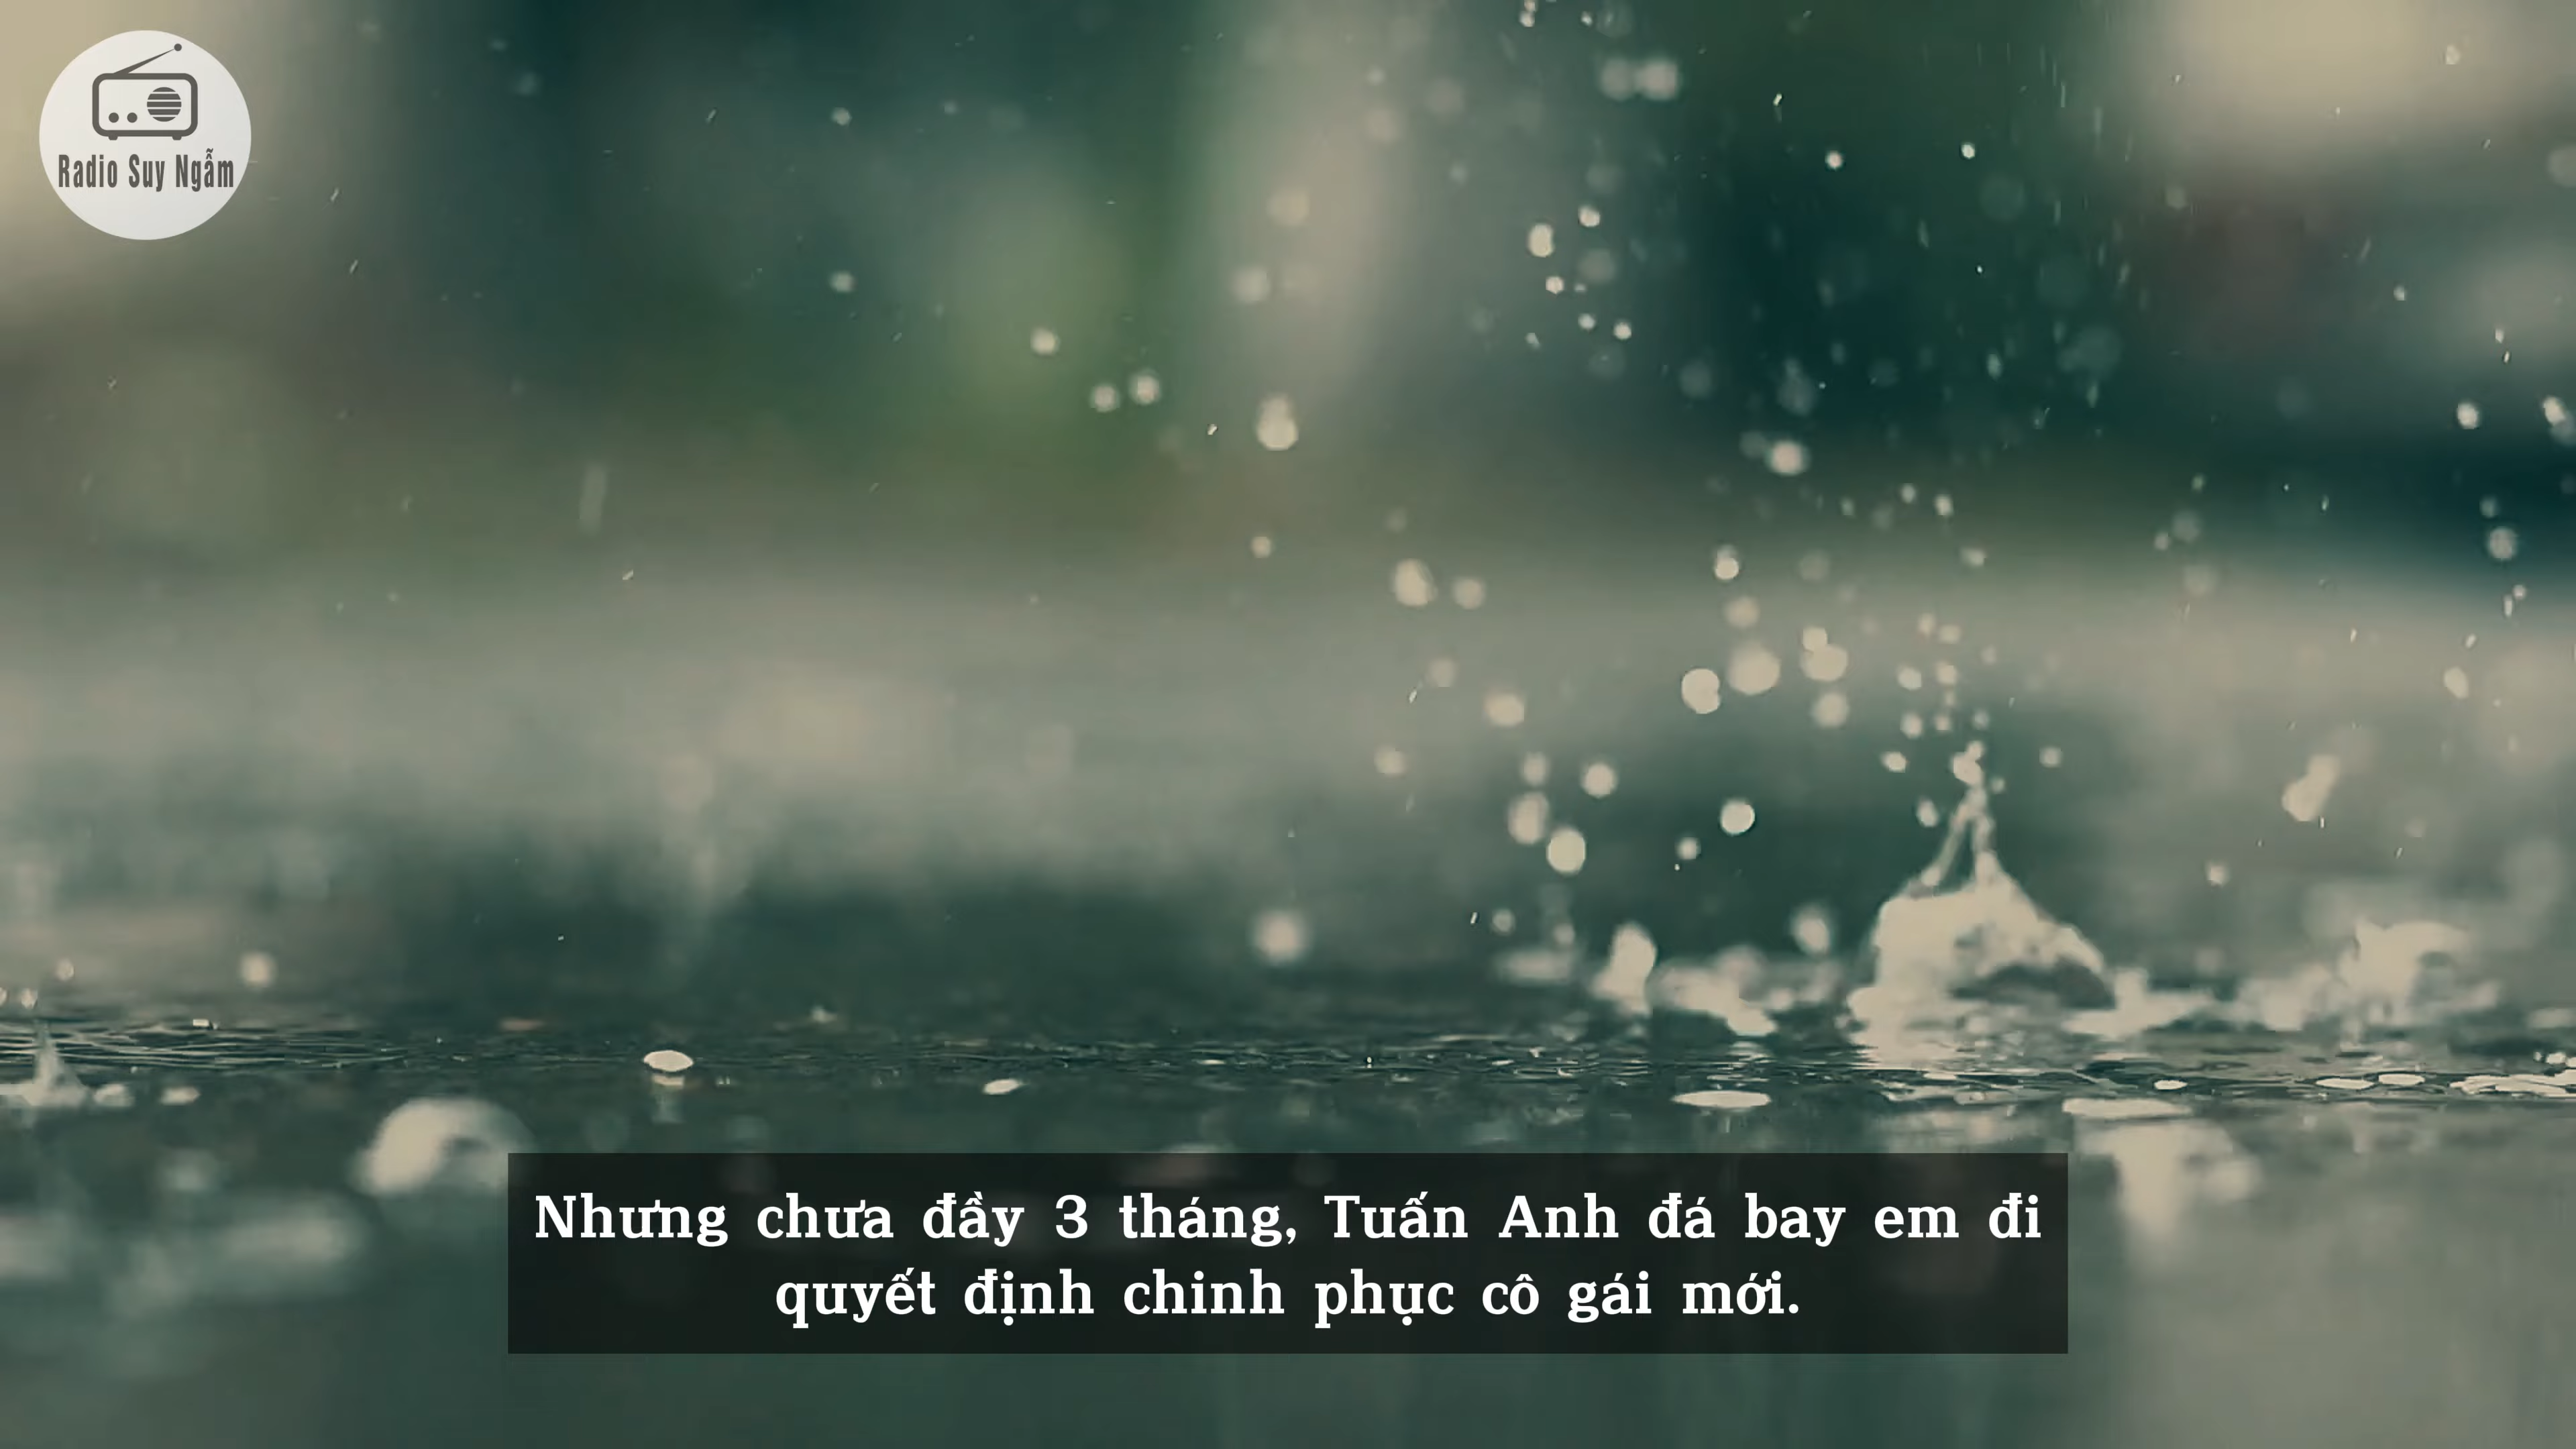 Radio Suy Ngẫm
Nhưng chưa đầy 3 tháng, Tuấn Anh đá bay em đi
quyết định chinh phục cô gái mới.